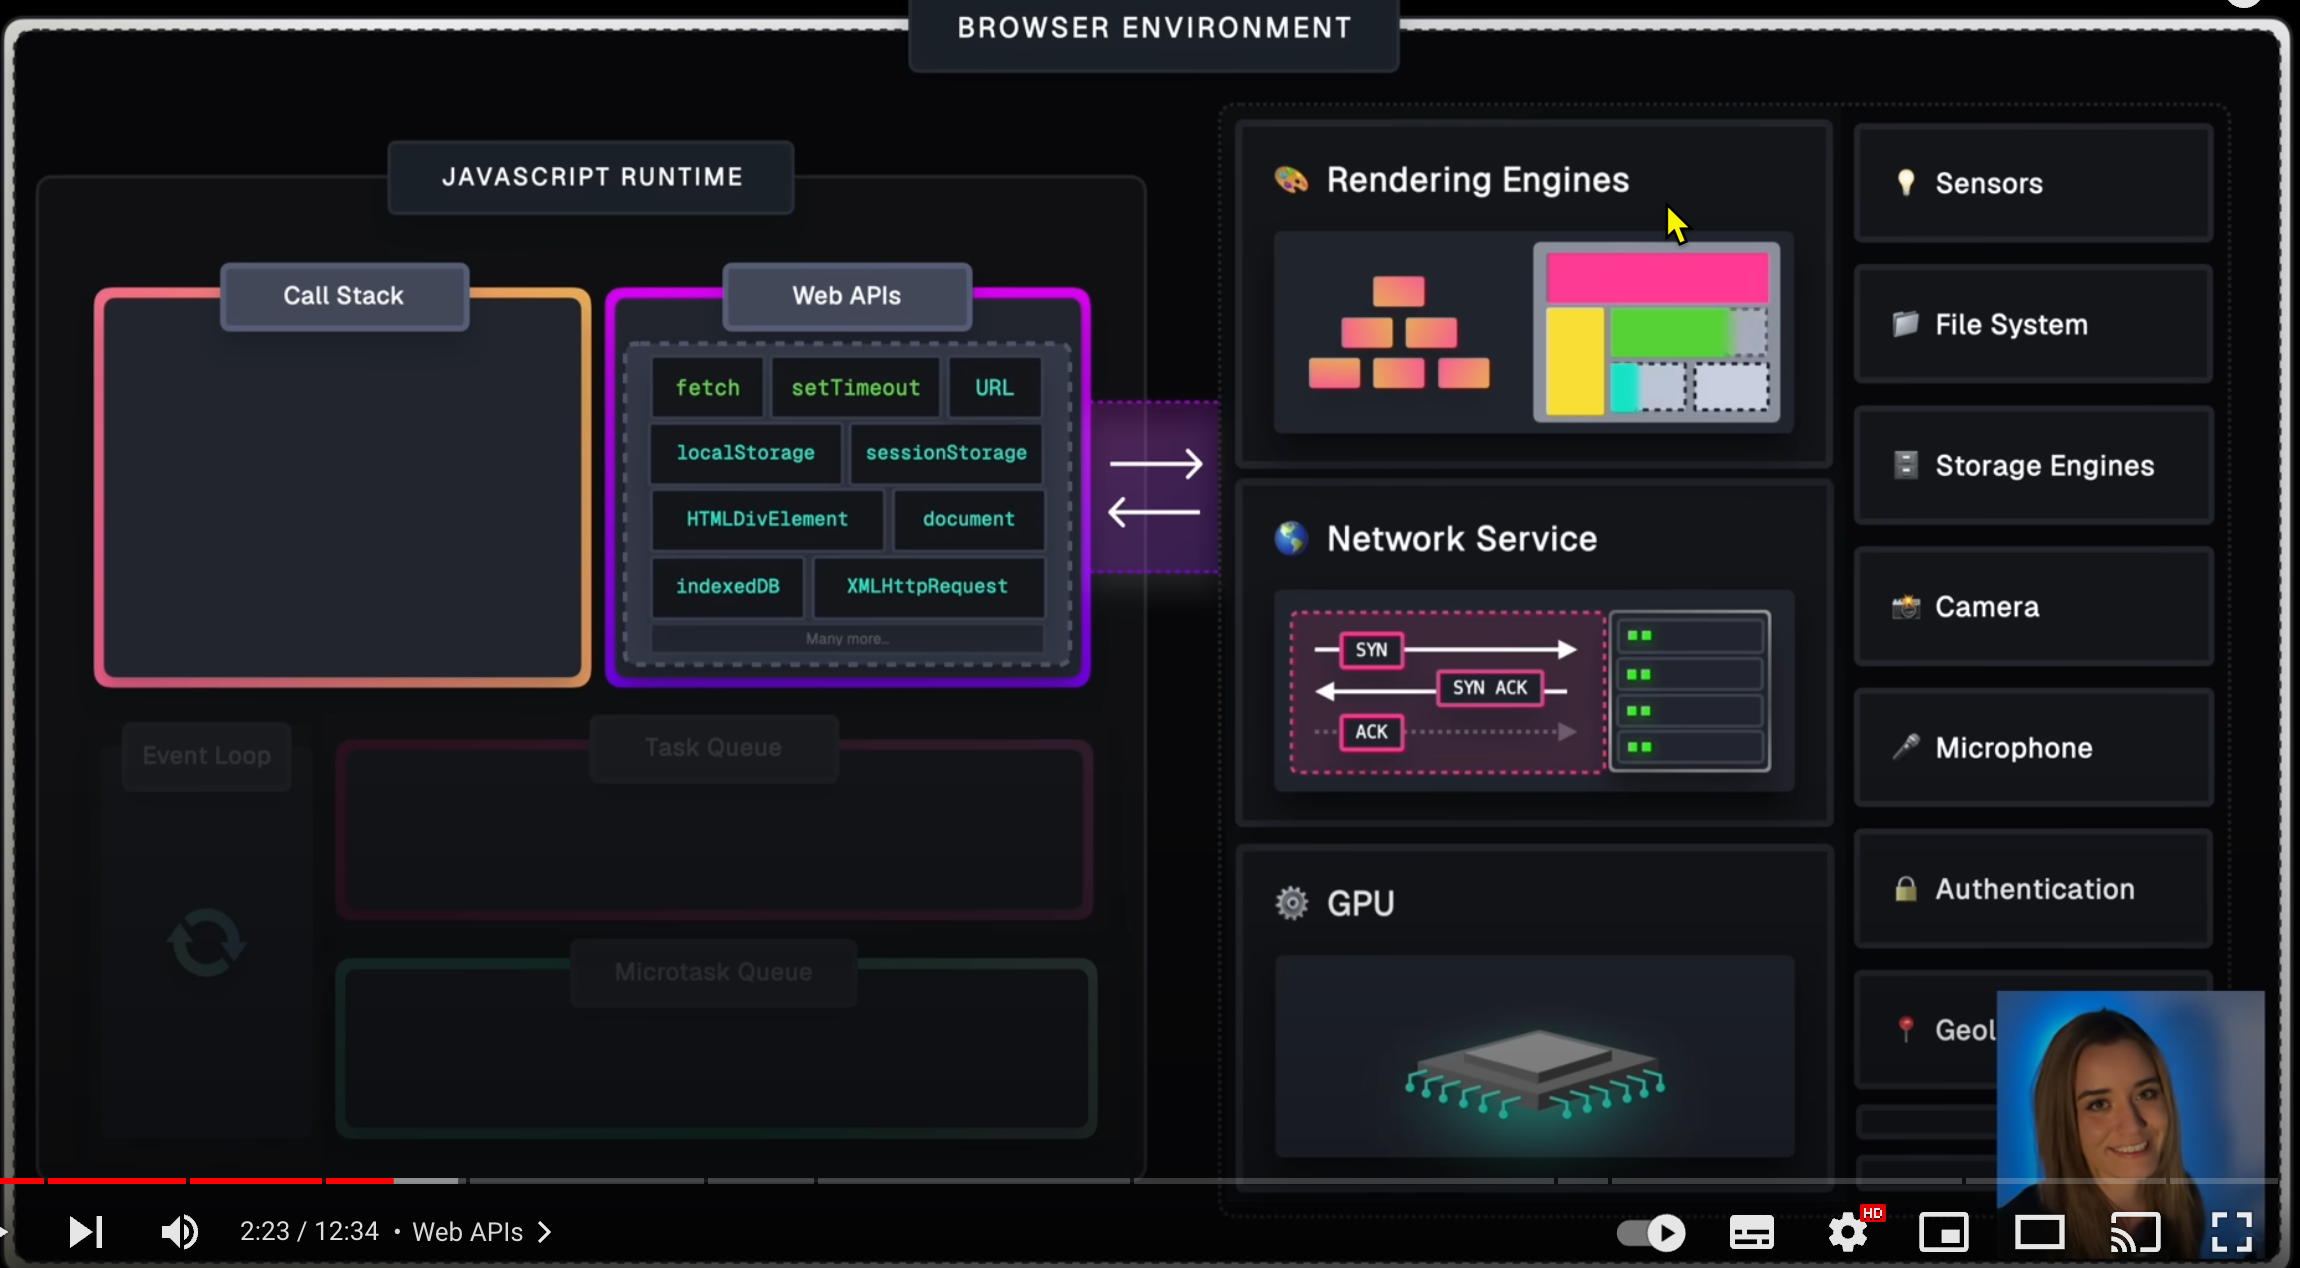 BROWSER ENVIRONMENT
JAVASCRIPT RUNTIME
Call Stack
Web APIs
fetch
setTimeout
URL
localStorage
sessionStorage
HTMLDivElement
document
indexedDB
XMLHttpRequest
Many more...
Event Loop
Task Queue
Microtask Queue
Rendering Engines
Network Service
SYN
SYN ACK
ACK
GPU
Sensors
File System
Storage Engines
Camera
Microphone
Authentication
Geol
2:23 / 12:34 • Web APIs
HD